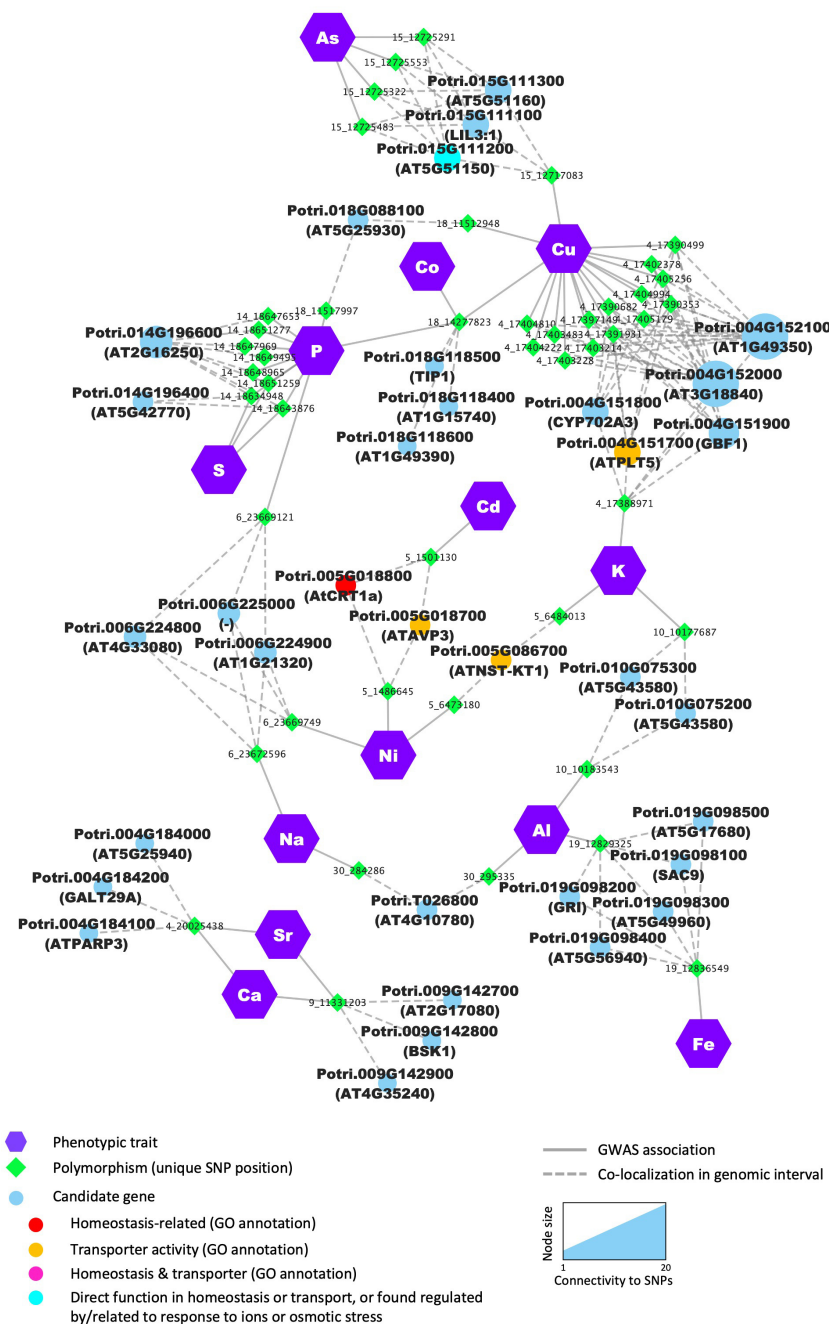 As
15_12725291
15_12725553
Potri.015G111300
15_12725322
(AT5G51160)
Potri.015G111100
15_12725483
(LIL3:1)
Potri.015G111200
(AT5G51150)
15_12717083
Potri.018G088100
(AT5G25930)
18_11512948
Cu
4_17390499
Co
4_17402378
4_17405256
4_17404994
4_17390682
4_17390353
18_11517997
14_18647653
4_17397149
4_17405179
18_14277823
4_17404810
Potri.014G196600
14_18651277
(AT2G16250)
4_17403483
4_17391931
Potri.004G152100
(AT1G49350)
14_18647969
4_17404222
4_17403214
P
14_18649495
4_17403228
Potri.018G118500
(TIP1)
14_18648965
Potri.004G152000
(AT3G18840)
14_18651259
Potri.014G196400
(AT5G42770)
14_18634948
14_18643876
Potri.018G118400
(AT1G15740)
Potri.004G151800
(CYP702A3)
Potri.004G151900
(GBF1)
Potri.018G118600
(AT1G49390)
Potri.004G151700
(ATPLT5)
S
4_17388971
Cd
6_23669121
5_1501130
K
Potri.005G018800
(AtCRT1a)
Potri.006G225000
(-)
Potri.005G018700
(ATAVP3)
5_6484013
Potri.006G224800
(AT4G33080)
10_10177687
Potri.006G224900
(AT1G21320)
Potri.005G086700
(ATNST-KT1)
Potri.010G075300
(AT5G43580)
5_1486645
5_6473180
Potri.010G075200
(AT5G43580)
6_23669749
6_23672596
Ni
10_10183543
Potri.019G098500
(AT5G17680)
Al
Na
Potri.004G184000
(AT5G25940)
19_12829325
Potri.019G098100
(SAC9)
30_284286
30_295335
Potri.004G184200
(GALT29A)
Potri.019G098200
(GRI)
Potri.T026800
(AT4G10780)
Potri.019G098300
(AT5G49960)
Potri.004G184100
(ATPARP3)
4_20025438
Sr
Potri.019G098400
(AT5G56940)
19_12836549
Ca
9_11331203
Potri.009G142700
(AT2G17080)
Potri.009G142800
(BSK1)
Fe
Potri.009G142900
(AT4G35240)
Phenotypic trait
Polymorphism (unique SNP position)
Candidate gene
Homeostasis-related (GO annotation)
Transporter activity (GO annotation)
Homeostasis & transporter (GO annotation)
Direct function in homeostasis or transport, or found regulated
by/related to response to ions or osmotic stress
GWAS association
Co-localization in genomic interval
Node size
1
20
Connectivity to SNPs